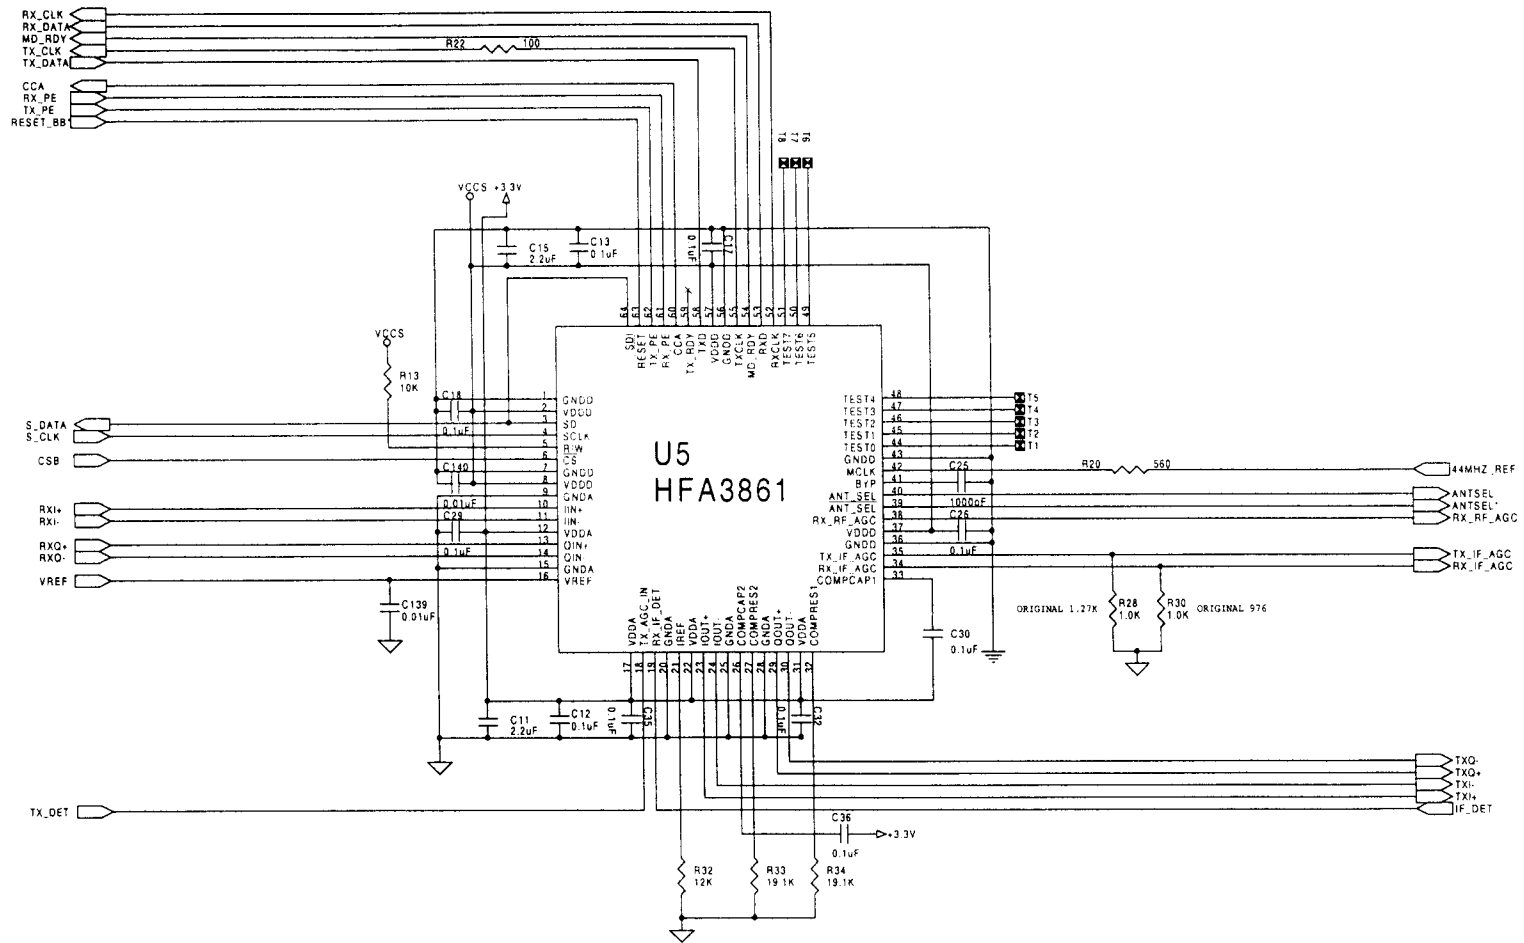 RX_CLK
RX_DATA
MD_RDY
TX_CLK
R22 100
TX_DATA
CCA
RX_PE
TX_PE
RESET_BB*
T8 T7 T6
VCCS +3.3V
C15
2.2uF
C13
0.1uF
0.1uF
C17
64 63 62 61 60 59 58 57 56 55 54 53 52 51 50 49
SDI RESET TX_PE RX_PE CCA TX_RDY TXD VDDD GNDD TXCLK MD_RDY RXD RXCLK TEST7 TEST6 TEST5
VCCS
R13
10K
C18
0.1uF
C140
0.01uF
C29
0.1uF
S_DATA
S_CLK
CSB
RXI+
RXI-
RXQ+
RXQ-
VREF
C139
0.01uF
1 GNDD
2 VDDD
3 SD
4 SCLK
5 R/W
6 CS
7 GNDD
8 VDDD
9 GNDA
10 IIN+
11 IIN-
12 VDDA
13 QIN+
14 QIN-
15 GNDA
16 VREF
U5
HFA3861
TEST4 48 T5
TEST3 47 T4
TEST2 46 T3
TEST1 45 T2
TEST0 44 T1
GNDD 43
MCLK 42
BYP 41
ANT_SEL 40
ANT_SEL 39
RX_RF_AGC 38
VDDD 37
GNDD 36
TX_IF_AGC 35
RX_IF_AGC 34
COMPCAP1 33
C25
1000pF
C26
0.1uF
R20 560
44MHZ_REF
ANTSEL
ANTSEL*
RX_RF_AGC
TX_IF_AGC
RX_IF_AGC
ORIGINAL 1.27K
R28
1.0K
R30
1.0K
ORIGINAL 976
C30
0.1uF
VDDA TX_AGC_IN RX_IF_DET GNDA IREF VDDA IOUT+ IOUT- GNDA COMPCAP2 COMPRES2 GNDA QOUT+ QOUT- VDDA COMPRES1
17 18 19 20 21 22 23 24 25 26 27 28 29 30 31 32
C11
2.2uF
C12
0.1uF
0.1uF
C35
0.1uF
C32
TXQ-
TXQ+
TXI-
TXI+
IF_DET
TX_DET
C36
0.1uF
+3.3V
R32
12K
R33
19.1K
R34
19.1K